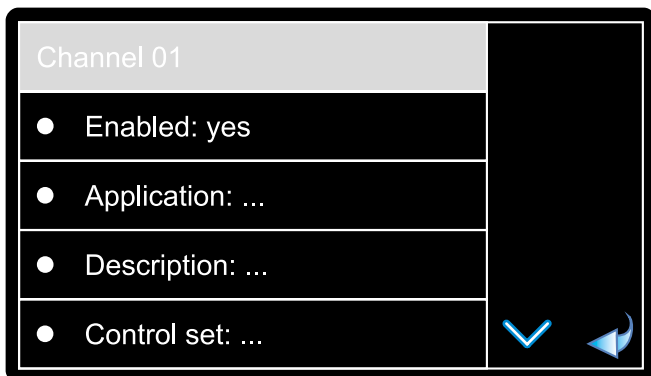 Channel 01
Enabled: yes
Application: ...
Description: ...
Control set: ...